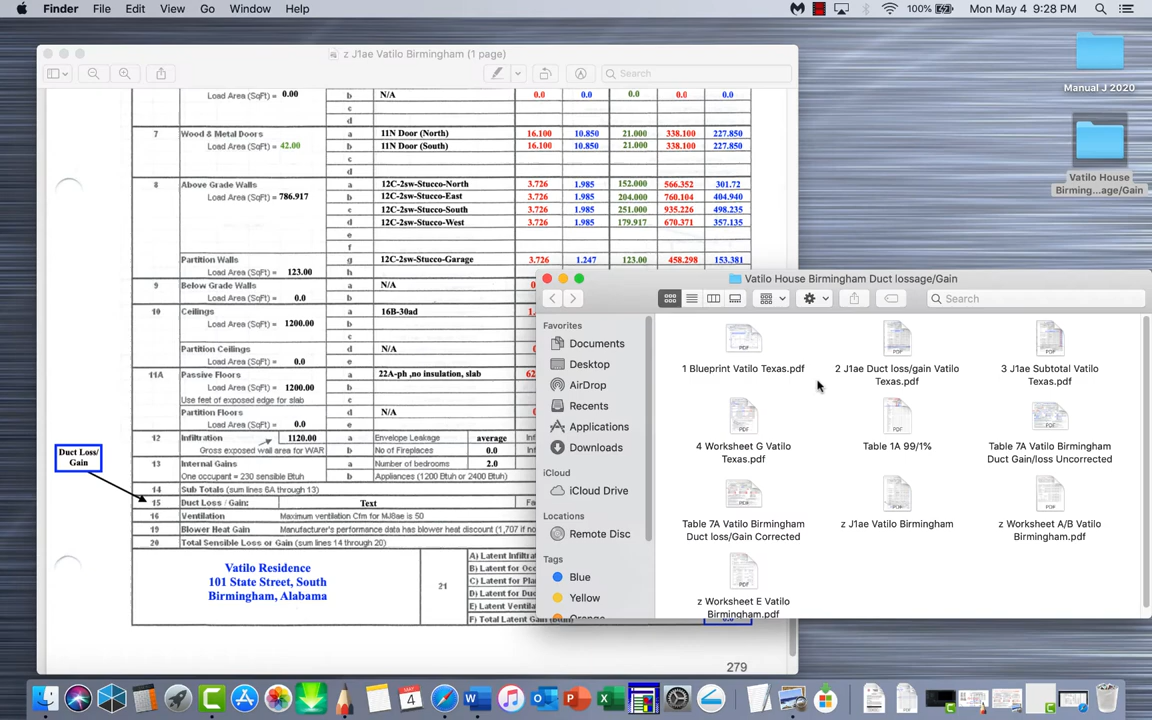 Finder File Edit View Go Window Help 100% Mon May 4 9:28 PM
z J1ae Vatilo Birmingham (1 page)
Search
Load Area (SqFt) = 0.00 b N/A 0.0 0.0 0.0 0.0 0.0
c
d
7 Wood & Metal Doors a 11N Door (North) 16.100 10.850 21.000 338.100 227.850
Load Area (SqFt) = 42.00 b 11N Door (South) 16.100 10.850 21.000 338.100 227.850
c
d
8 Above Grade Walls a 12C-2sw-Stucco-North 3.726 1.985 152.000 566.352 301.72
Load Area (SqFt) = 786.917 b 12C-2sw-Stucco-East 3.726 1.985 204.000 760.104 404.940
c 12C-2sw-Stucco-South 3.726 1.985 251.000 935.226 498.235
d 12C-2sw-Stucco-West 3.726 1.985 179.917 670.371 357.135
e
f
Partition Walls g 12C-2sw-Stucco-Garage 3.726 1.247 123.00 458.298 153.381
Load Area (SqFt) = 123.00 h
9 Below Grade Walls a N/A
Load Area (SqFt) = 0.0 b
10 Ceilings a 16B-30ad
Load Area (SqFt) = 1200.00 b
c
Partition Ceilings d N/A
Load Area (SqFt) = 0.0 e
11A Passive Floors a 22A-ph ,no insulation, slab
Load Area (SqFt) = 1200.00 b
Use feet of exposed edge for slab c
Partition Floors d N/A
Load Area (SqFt) = 0.0 e
12 Infiltration 1120.00 a Envelope Leakage average
Gross exposed wall area for WAR b No of Fireplaces 0.0
13 Internal Gains a Number of bedrooms 2.0
One occupant = 230 sensible Btuh b Appliances (1200 Btuh or 2400 Btuh)
14 Sub Totals (sum lines 6A through 13)
15 Duct Loss / Gain: Text
16 Ventilation Maximum ventilation Cfm for MJ8ae is 50
19 Blower Heat Gain Manufacturer's performance data has blower heat discount (1,707 if no
20 Total Sensible Loss or Gain (sum lines 14 through 20)
Duct Loss/
Gain
Vatilo Residence
101 State Street, South
Birmingham, Alabama
21
A) Latent Infiltra
B) Latent for Occ
C) Latent for Pla
D) Latent for Duc
E) Latent Ventila
F) Total Latent Gain (Btuh)
0.0
279
Vatilo House Birmingham Duct lossage/Gain
Search
Favorites
Documents
Desktop
AirDrop
Recents
Applications
Downloads
iCloud
iCloud Drive
Locations
Remote Disc
Tags
Blue
Yellow
Orange
1 Blueprint Vatilo Texas.pdf
2 J1ae Duct loss/gain Vatilo
Texas.pdf
3 J1ae Subtotal Vatilo
Texas.pdf
4 Worksheet G Vatilo
Texas.pdf
Table 1A 99/1%
Table 7A Vatilo Birmingham
Duct Gain/loss Uncorrected
Table 7A Vatilo Birmingham
Duct loss/Gain Corrected
z J1ae Vatilo Birmingham
z Worksheet A/B Vatilo
Birmingham.pdf
z Worksheet E Vatilo
Birmingham.pdf
Manual J 2020
Vatilo House
Birming...age/Gain